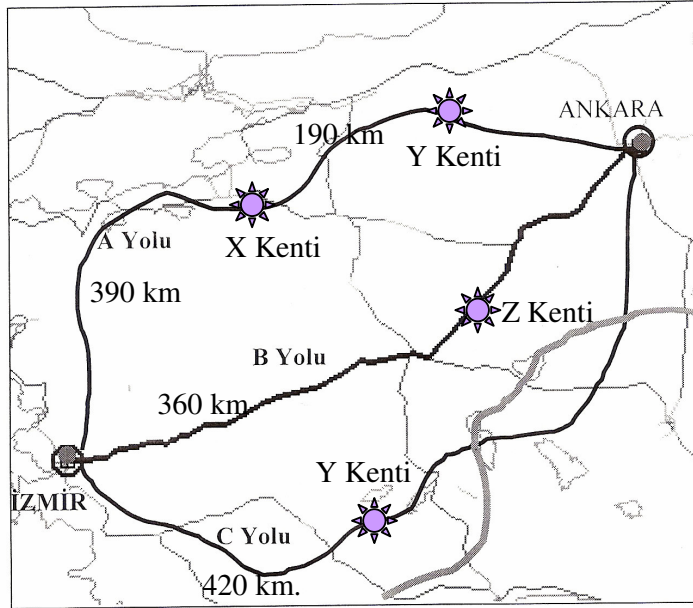 ANKARA
190 km
Y Kenti
A Yolu
X Kenti
390 km
Z Kenti
B Yolu
360 km
Y Kenti
İZMİR
C Yolu
420 km.